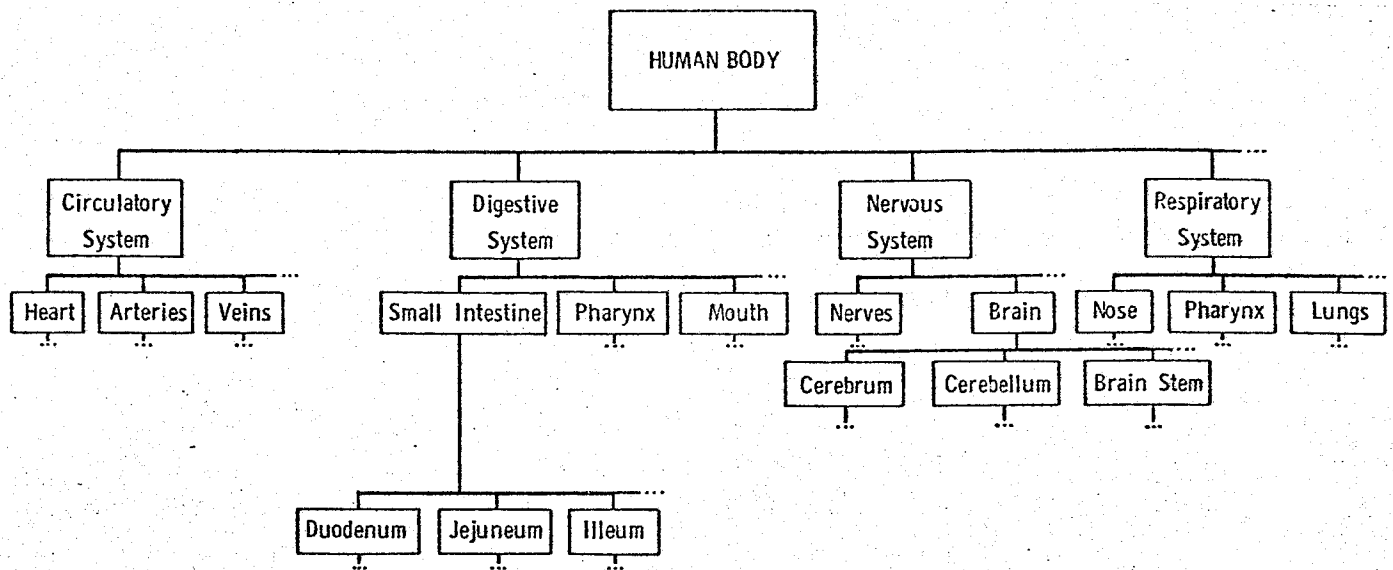 HUMAN BODY
Circulatory
System
Digestive
System
Nervous
System
Respiratory
System
Heart
Arteries
Veins
Small Intestine
Pharynx
Mouth
Nerves
Brain
Nose
Pharynx
Lungs
Cerebrum
Cerebellum
Brain Stem
Duodenum
Jejuneum
Illeum